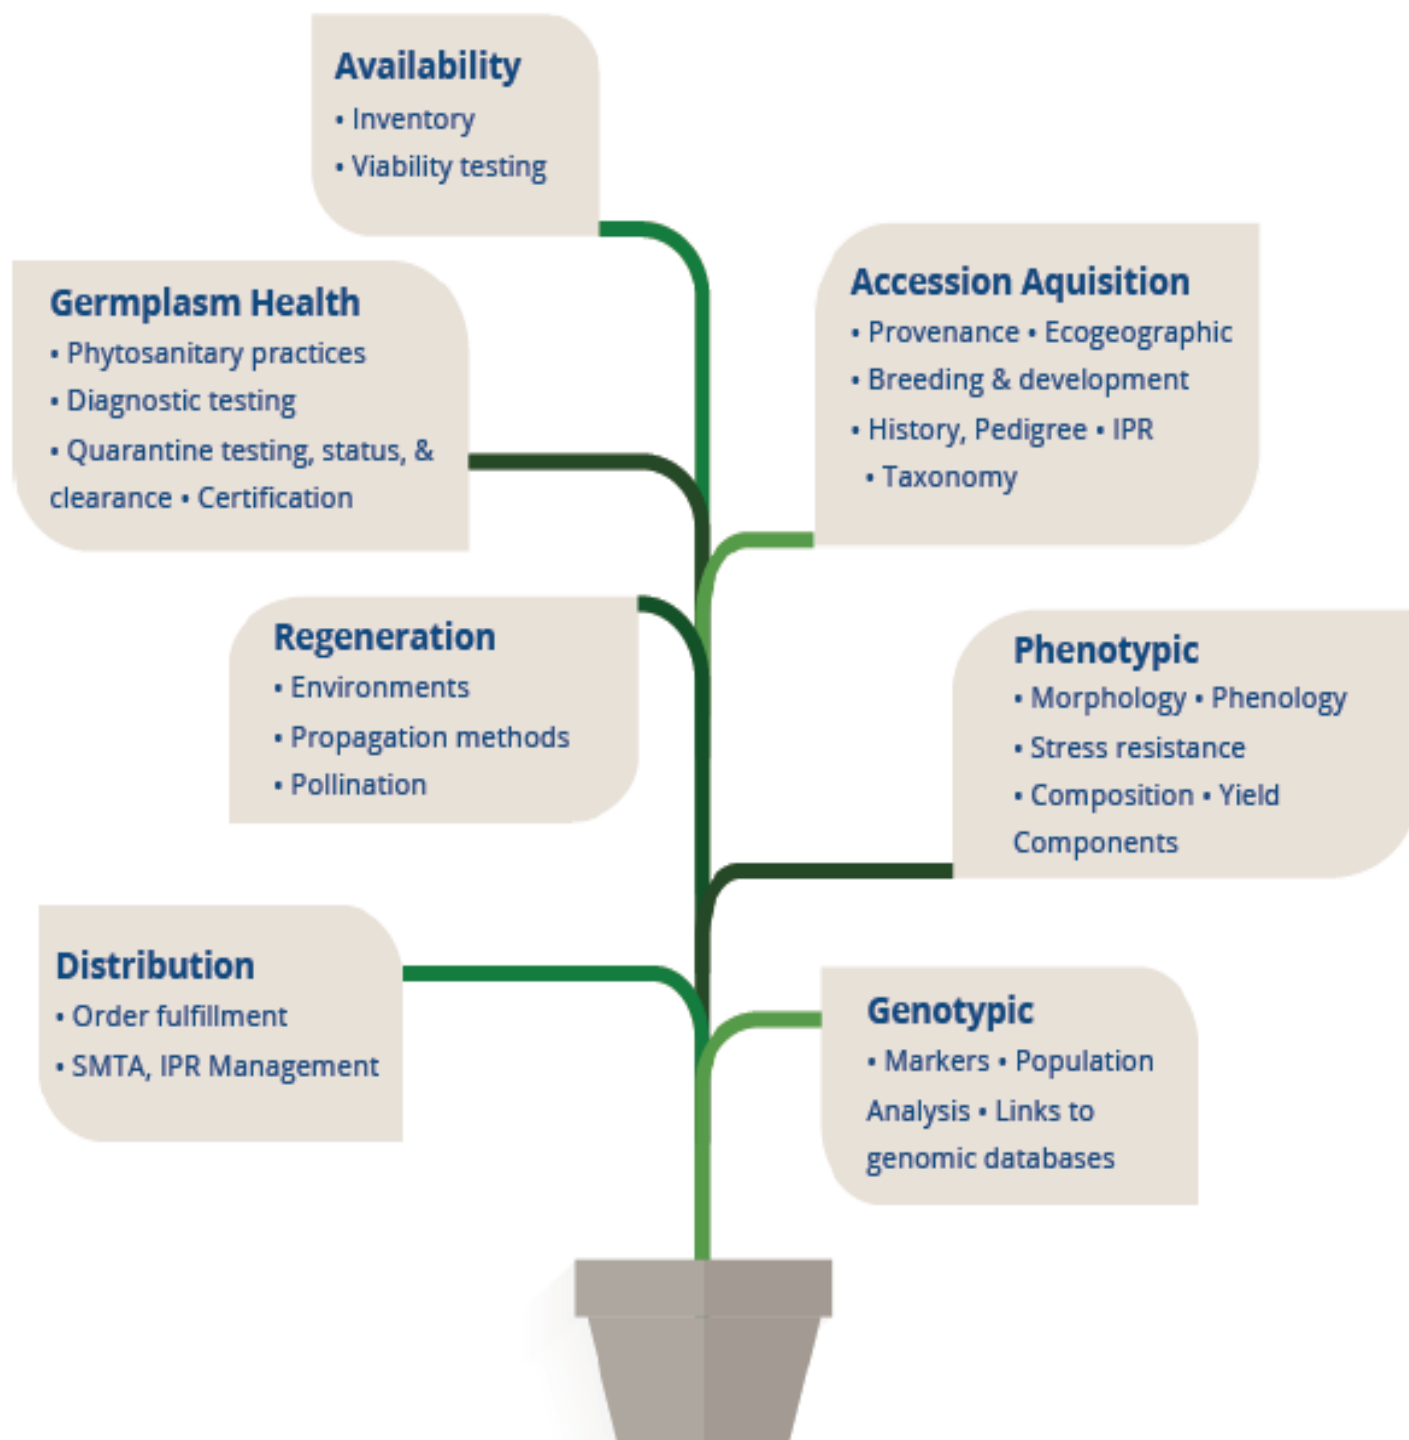 Availability
• Inventory
• Viability testing
Germplasm Health
• Phytosanitary practices
• Diagnostic testing
• Quarantine testing, status, &
clearance • Certification
Accession Aquisition
• Provenance • Ecogeographic
• Breeding & development
• History, Pedigree • IPR
• Taxonomy
Regeneration
• Environments
• Propagation methods
• Pollination
Phenotypic
• Morphology • Phenology
• Stress resistance
• Composition • Yield
Components
Distribution
• Order fulfillment
• SMTA, IPR Management
Genotypic
• Markers • Population
Analysis • Links to
genomic databases